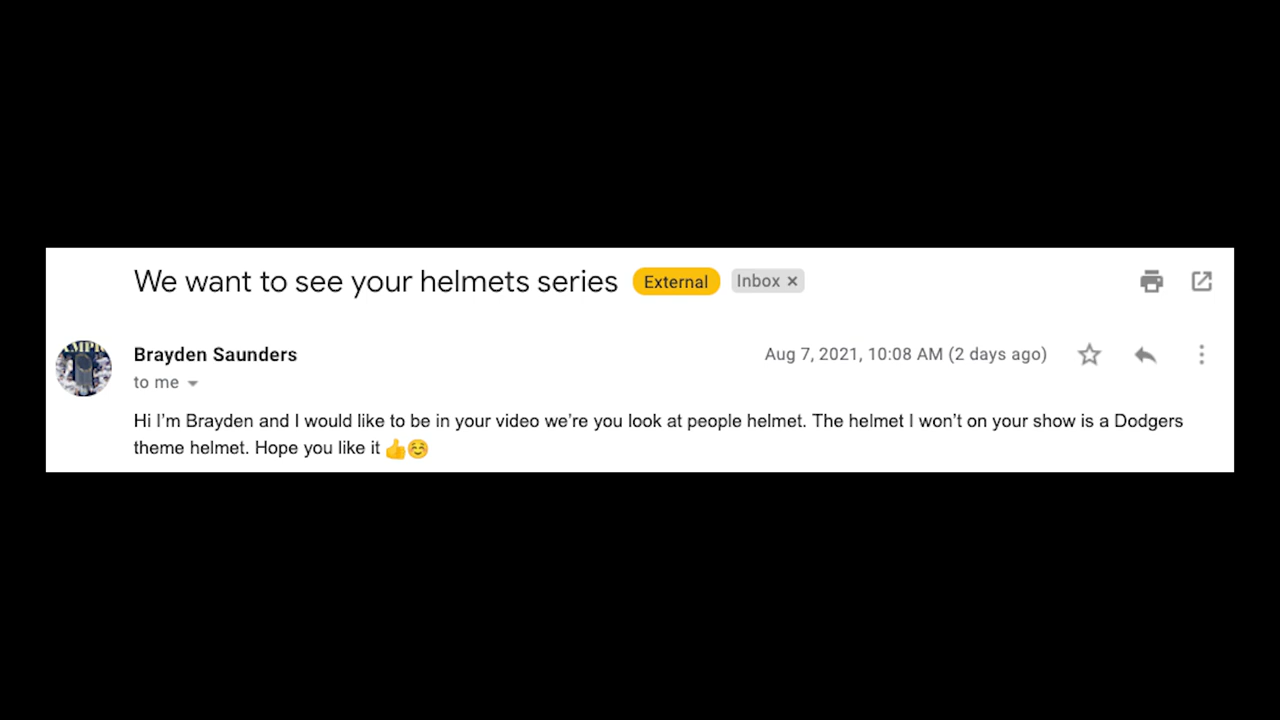 We want to see your helmets series External Inbox ×
Brayden Saunders Aug 7, 2021, 10:08 AM (2 days ago)
to me
Hi I’m Brayden and I would like to be in your video we’re you look at people helmet. The helmet I won’t on your show is a Dodgers
theme helmet. Hope you like it 👍☺️